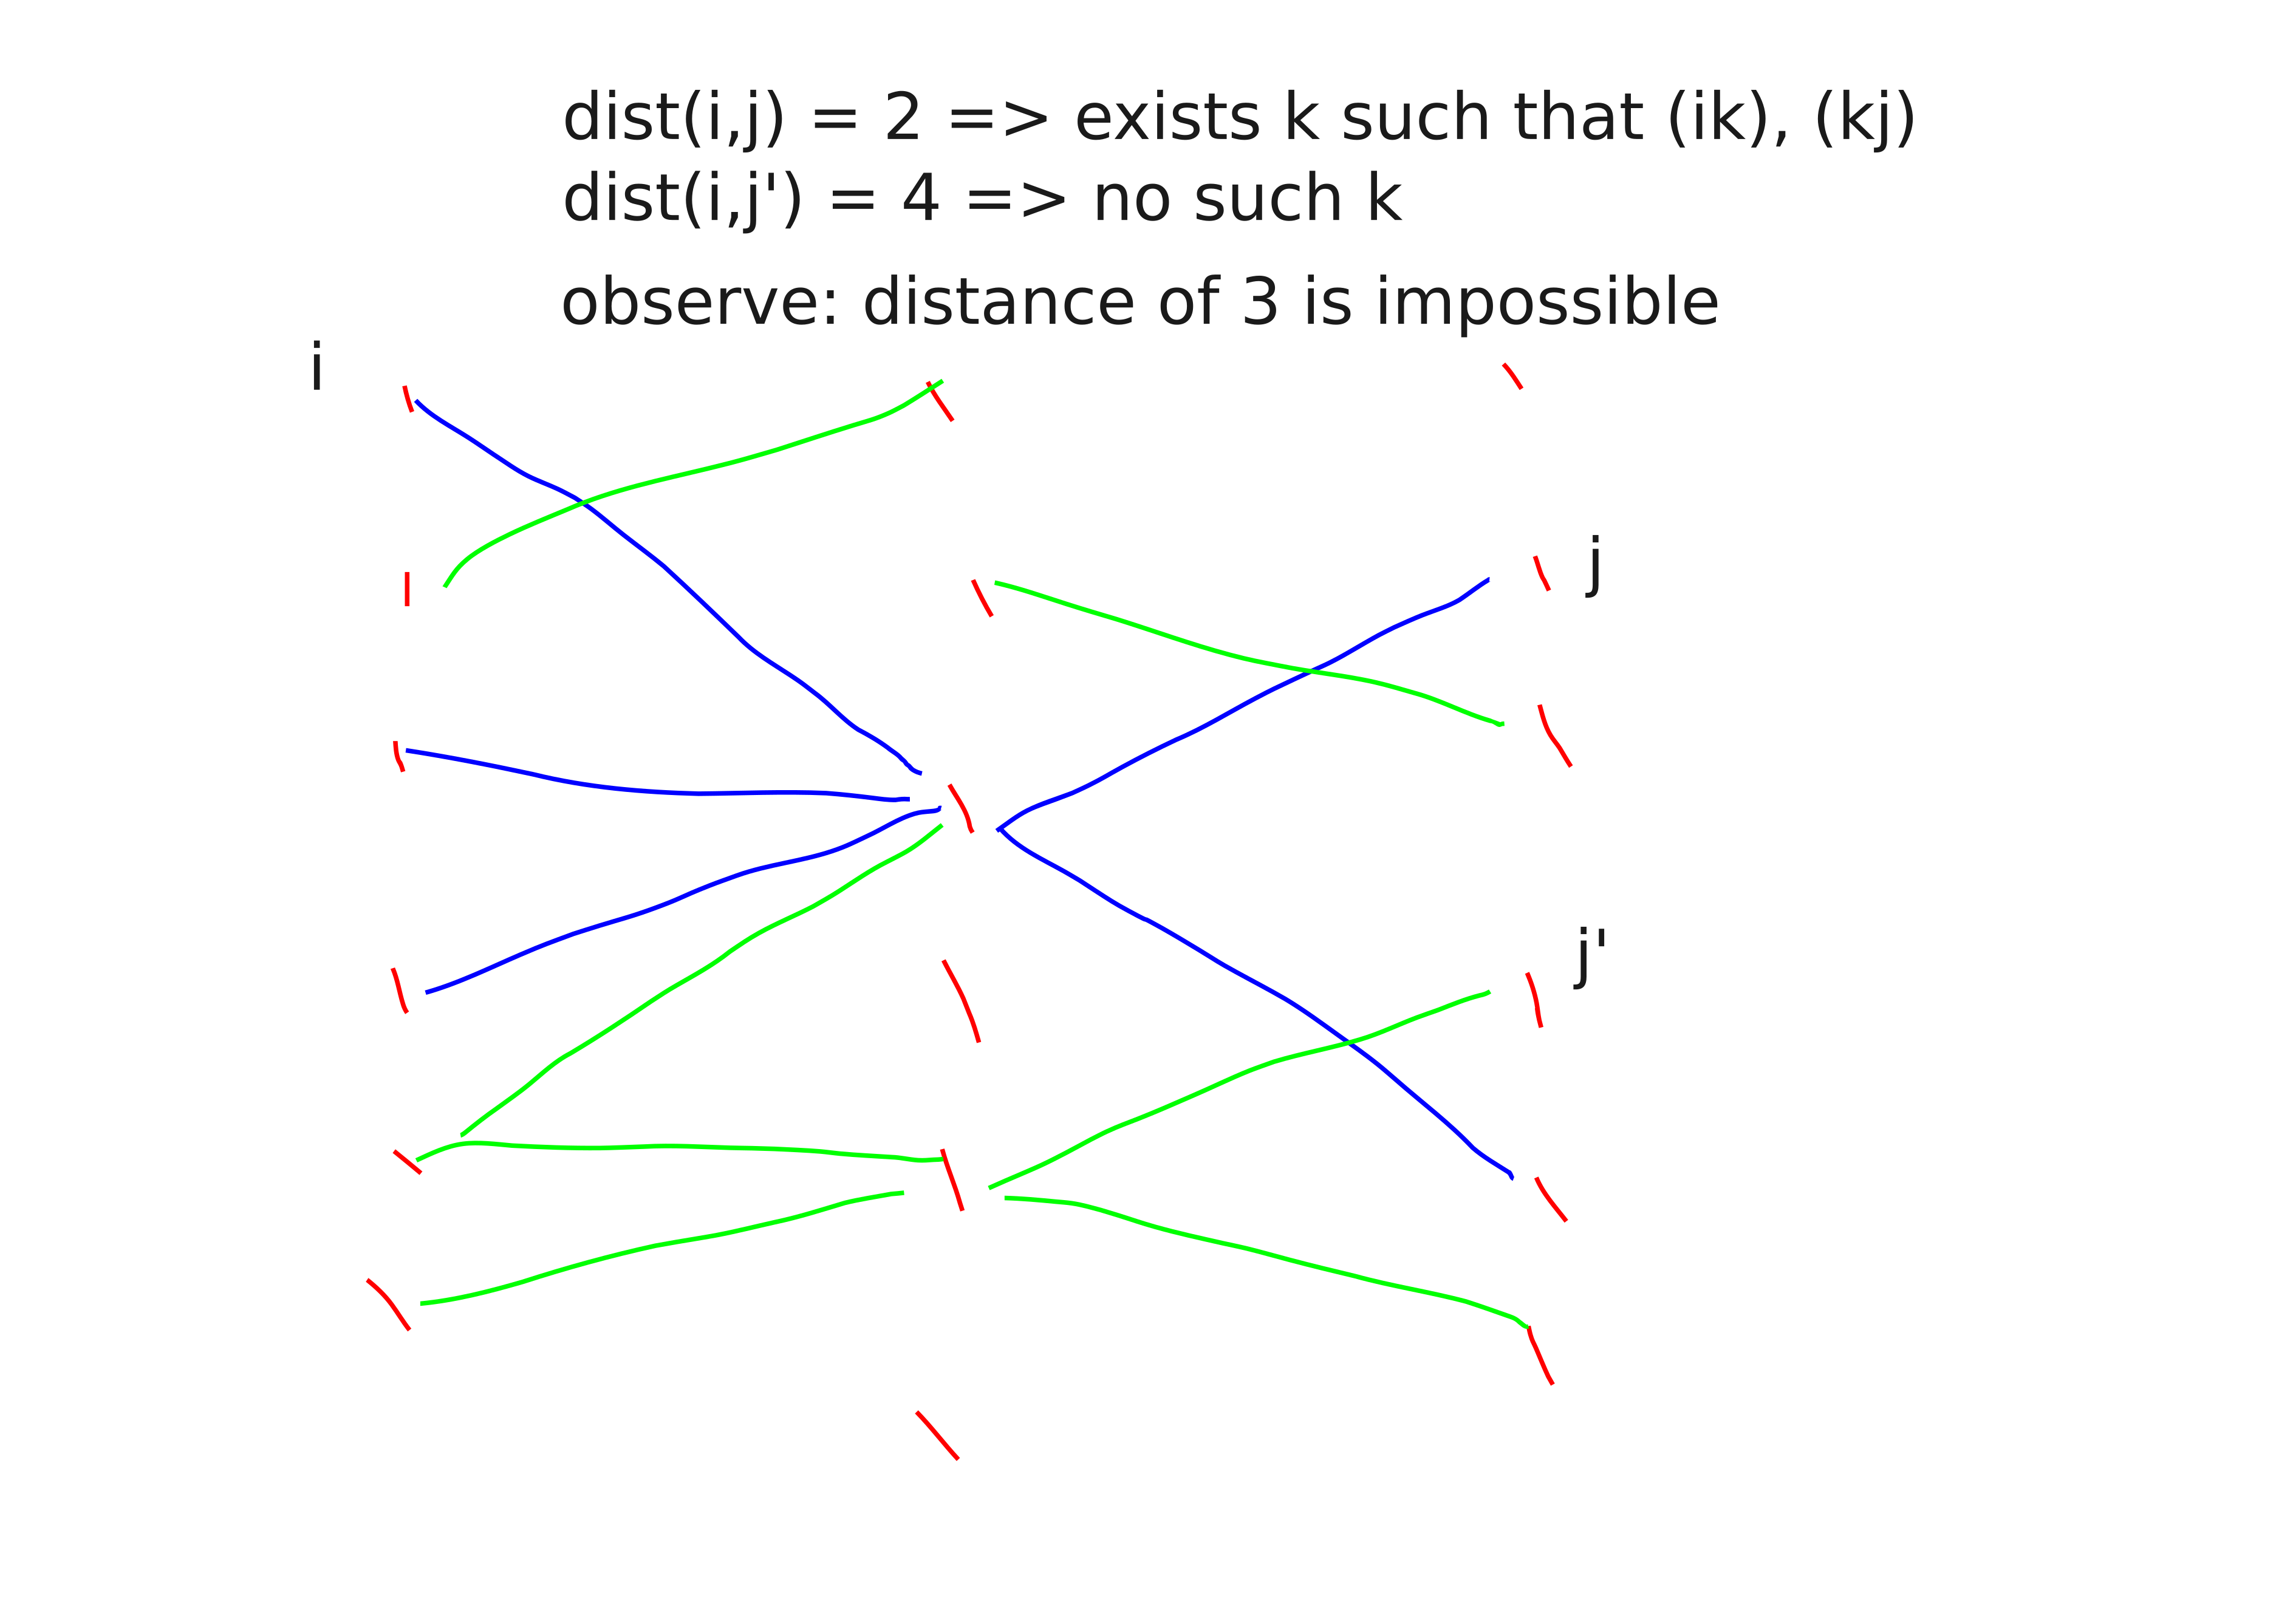 dist(i,j) = 2 => exists k such that (ik), (kj)
dist(i,j') = 4 => no such k
observe: distance of 3 is impossible
i
j
j'